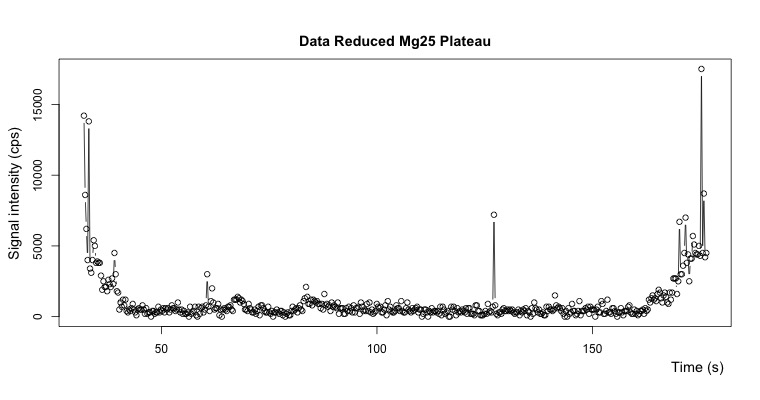 Data Reduced Mg25 Plateau
Signal intensity (cps)
15000
10000
5000
0
50
100
150
Time (s)